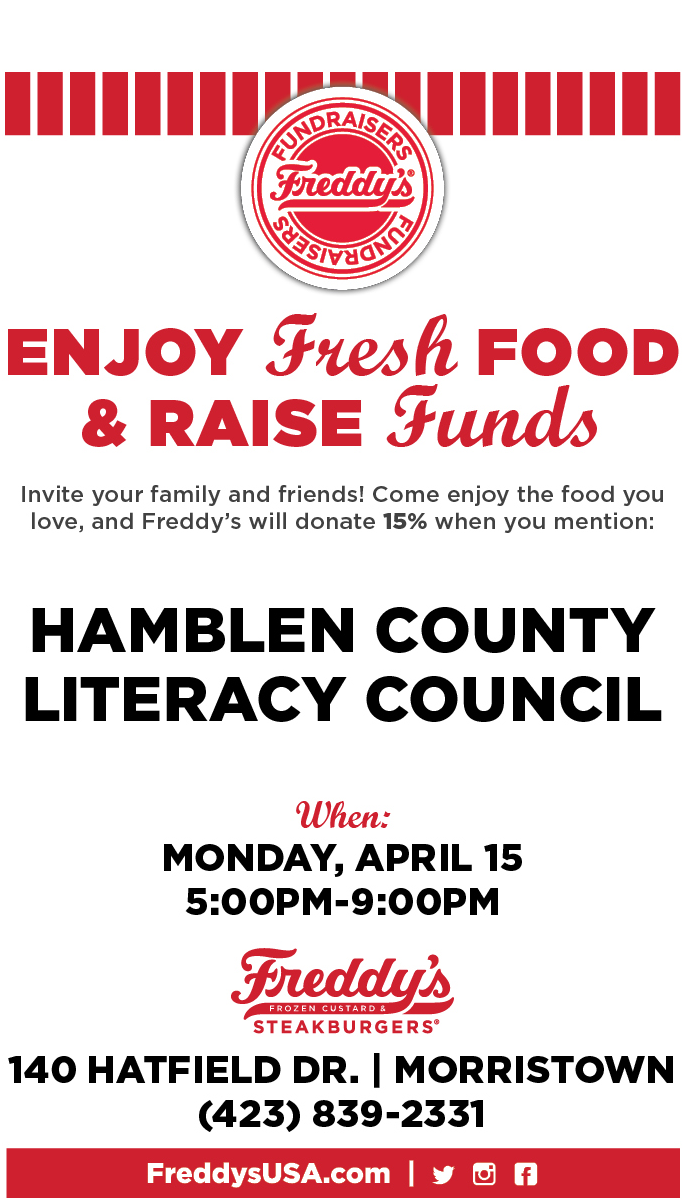 FUNDRAISERS
Freddy's®
FUNDRAISERS
ENJOY Fresh FOOD
& RAISE Funds
Invite your family and friends! Come enjoy the food you
love, and Freddy’s will donate 15% when you mention:
HAMBLEN COUNTY
LITERACY COUNCIL
When:
MONDAY, APRIL 15
5:00PM-9:00PM
Freddy's
FROZEN CUSTARD &
STEAKBURGERS®
140 HATFIELD DR. | MORRISTOWN
(423) 839-2331
FreddysUSA.com |